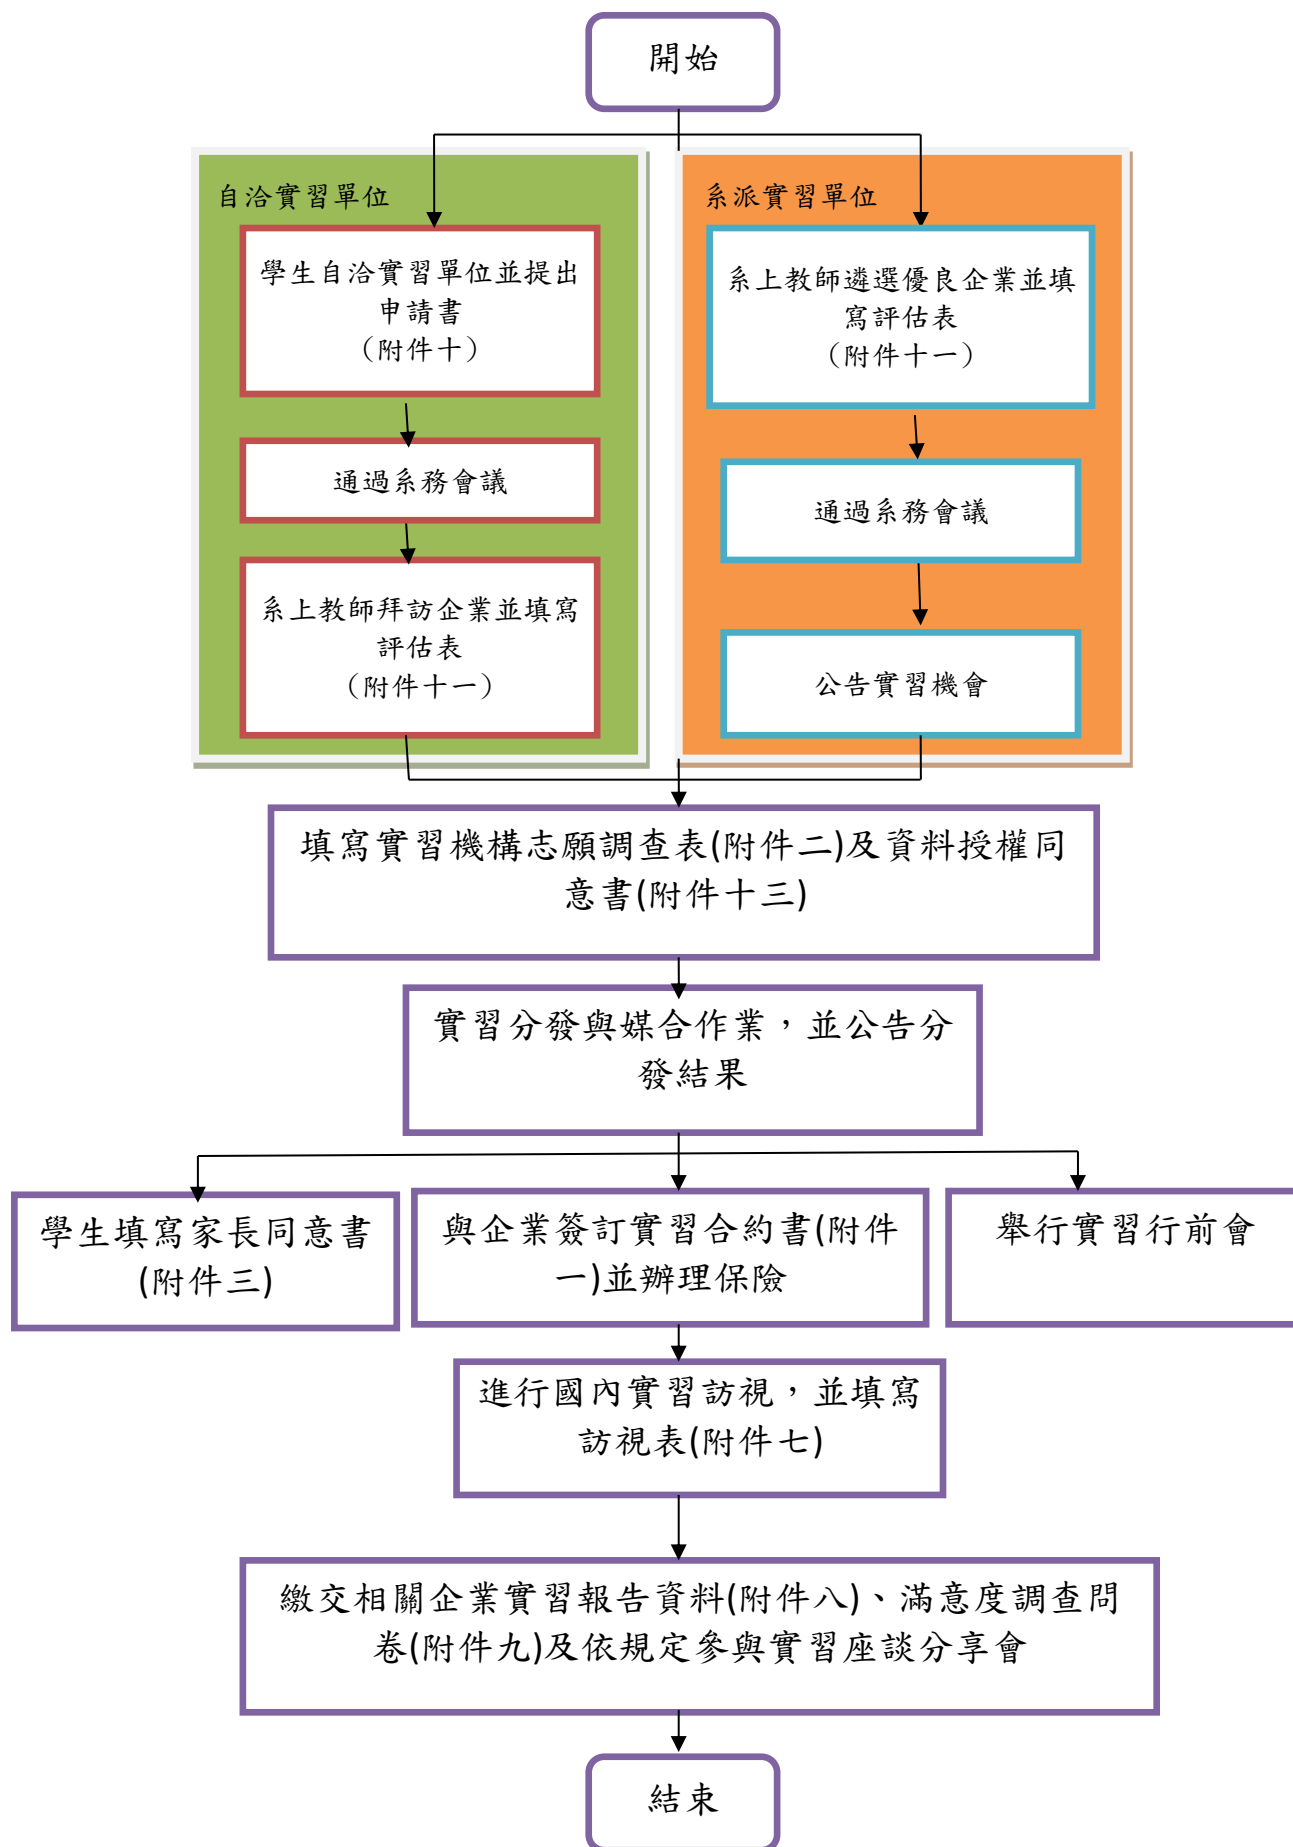 開始
自洽實習單位
學生自洽實習單位並提出
申請書
（附件十）
通過系務會議
系上教師拜訪企業並填寫
評估表
（附件十一）
系派實習單位
系上教師遴選優良企業並填
寫評估表
（附件十一）
通過系務會議
公告實習機會
填寫實習機構志願調查表(附件二)及資料授權同
意書(附件十三)
實習分發與媒合作業，並公告分
發結果
學生填寫家長同意書
(附件三)
與企業簽訂實習合約書(附件
一)並辦理保險
舉行實習行前會
進行國內實習訪視，並填寫
訪視表(附件七)
繳交相關企業實習報告資料(附件八)、滿意度調查問
卷(附件九)及依規定參與實習座談分享會
結束